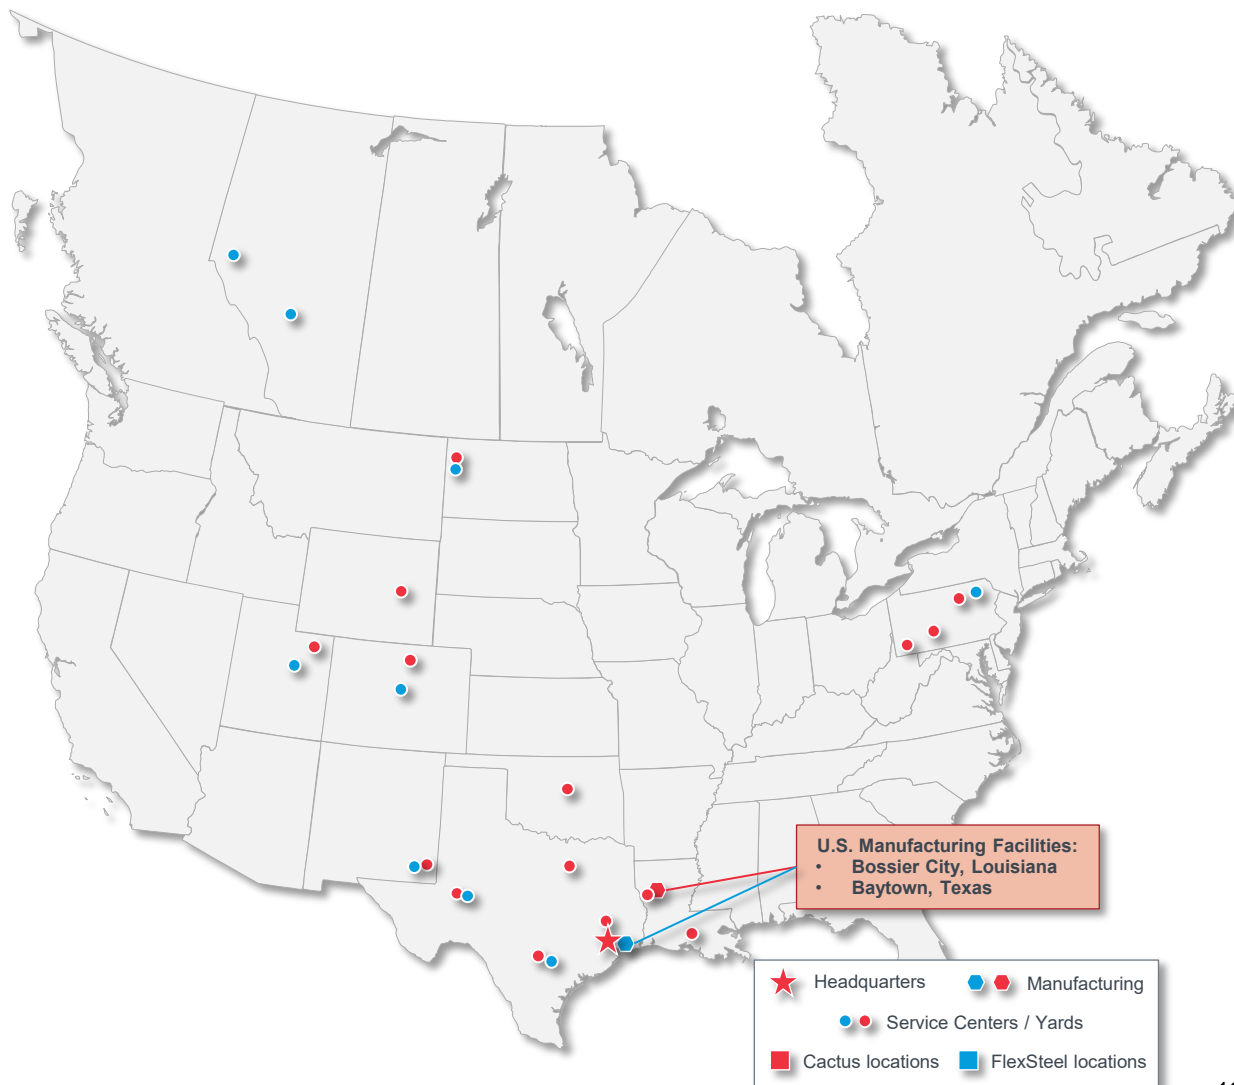 U.S. Manufacturing Facilities:
• Bossier City, Louisiana
• Baytown, Texas
Headquarters
Manufacturing
Service Centers / Yards
Cactus locations
FlexSteel locations